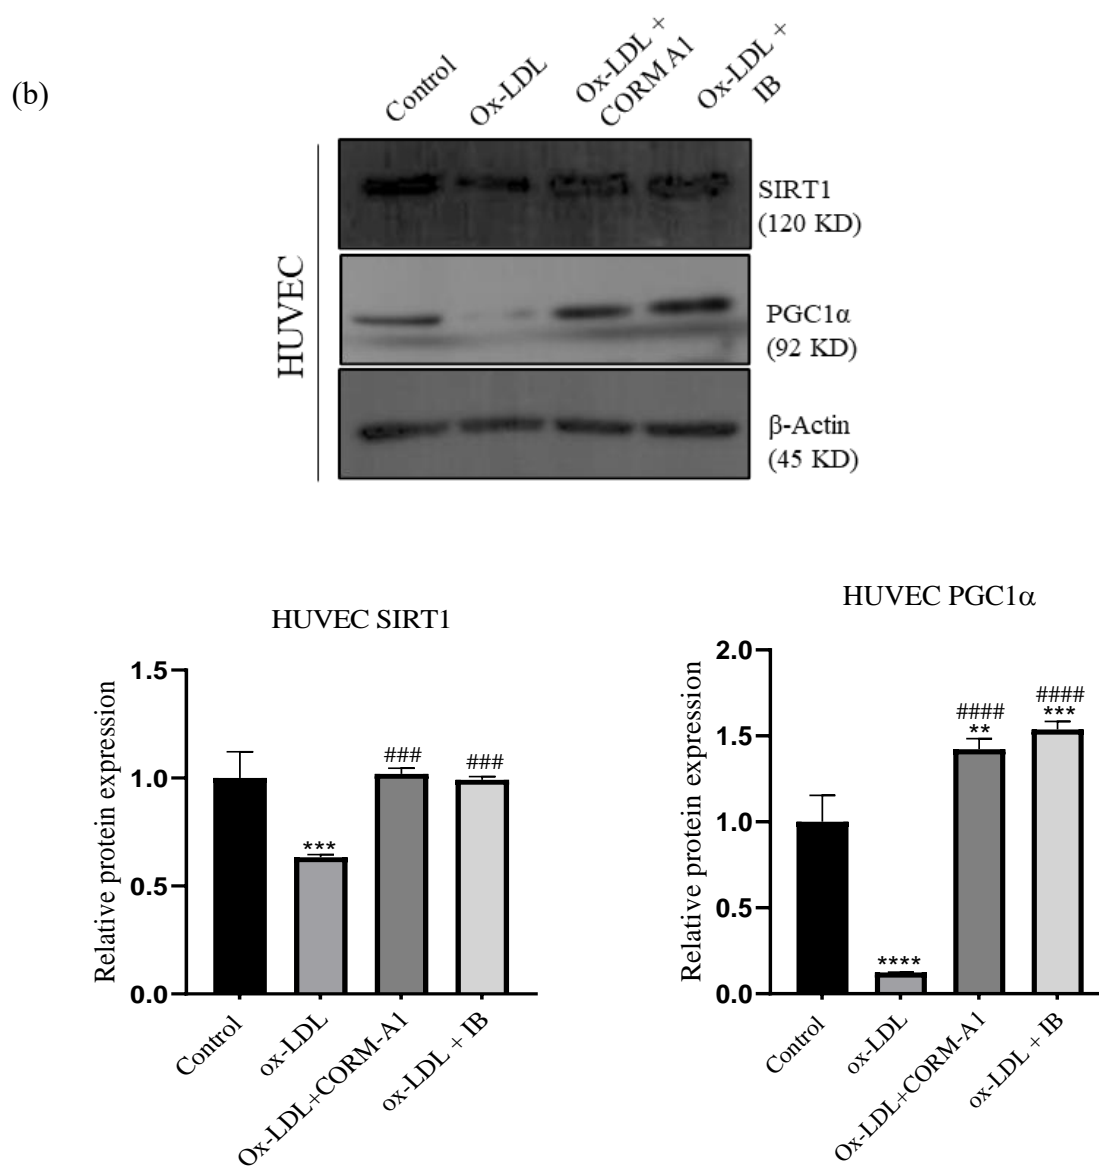 (b)
Control
Ox-LDL
Ox-LDL +
CORM A1
Ox-LDL +
IB
HUVEC
SIRT1
(120 KD)
PGC1α
(92 KD)
β-Actin
(45 KD)
HUVEC SIRT1
Relative protein expression
1.5
1.0
0.5
0.0
***
###
###
Control
ox-LDL
Ox-LDL+CORM-A1
ox-LDL + IB
HUVEC PGC1α
Relative protein expression
2.0
1.5
1.0
0.5
0.0
****
####
**
####
***
Control
ox-LDL
Ox-LDL+CORM-A1
ox-LDL + IB